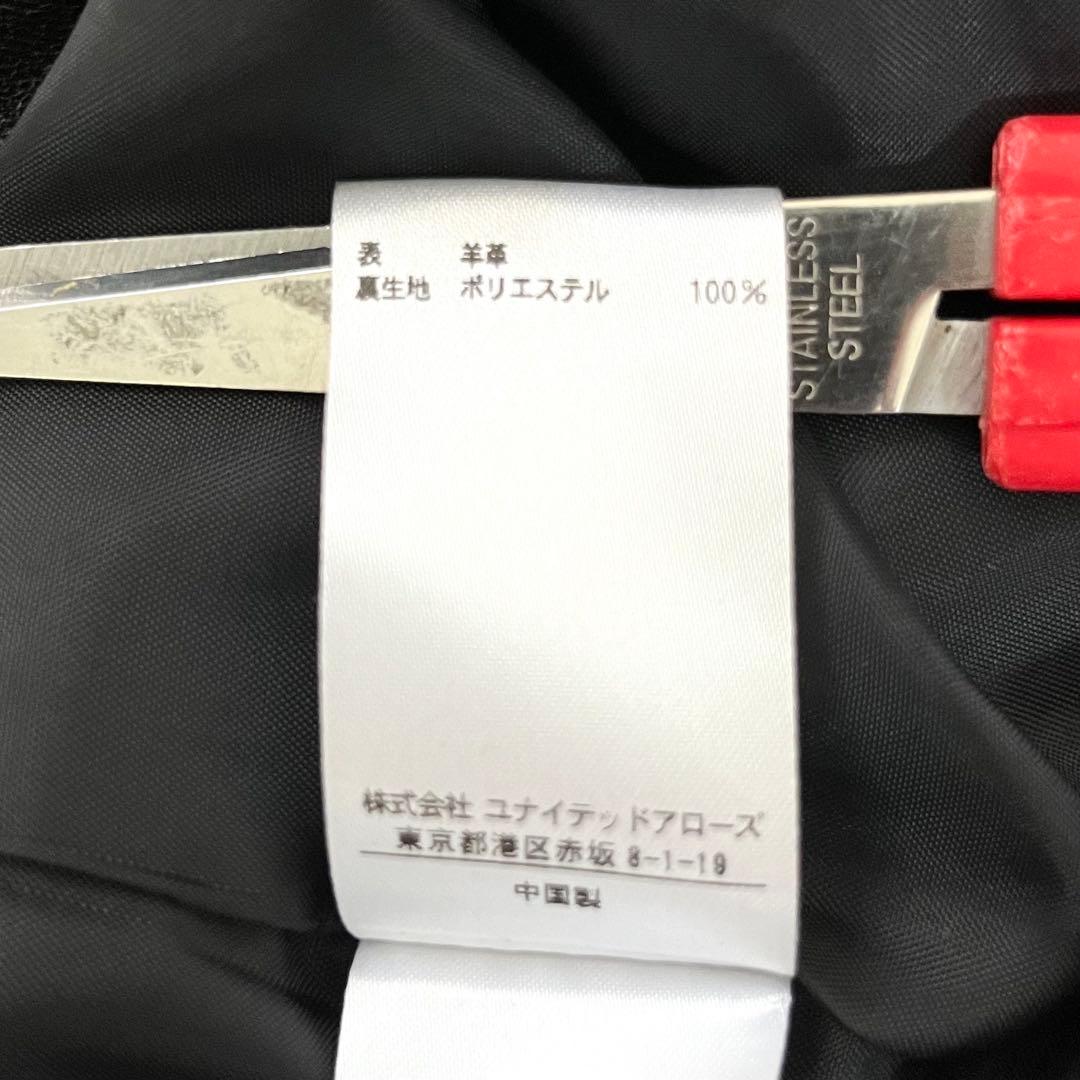 表 羊革
裏生地 ポリエステル 100%
株式会社 ユナイテッドアローズ
東京都港区赤坂 8-1-19
中国製
STAINLESS
STEEL